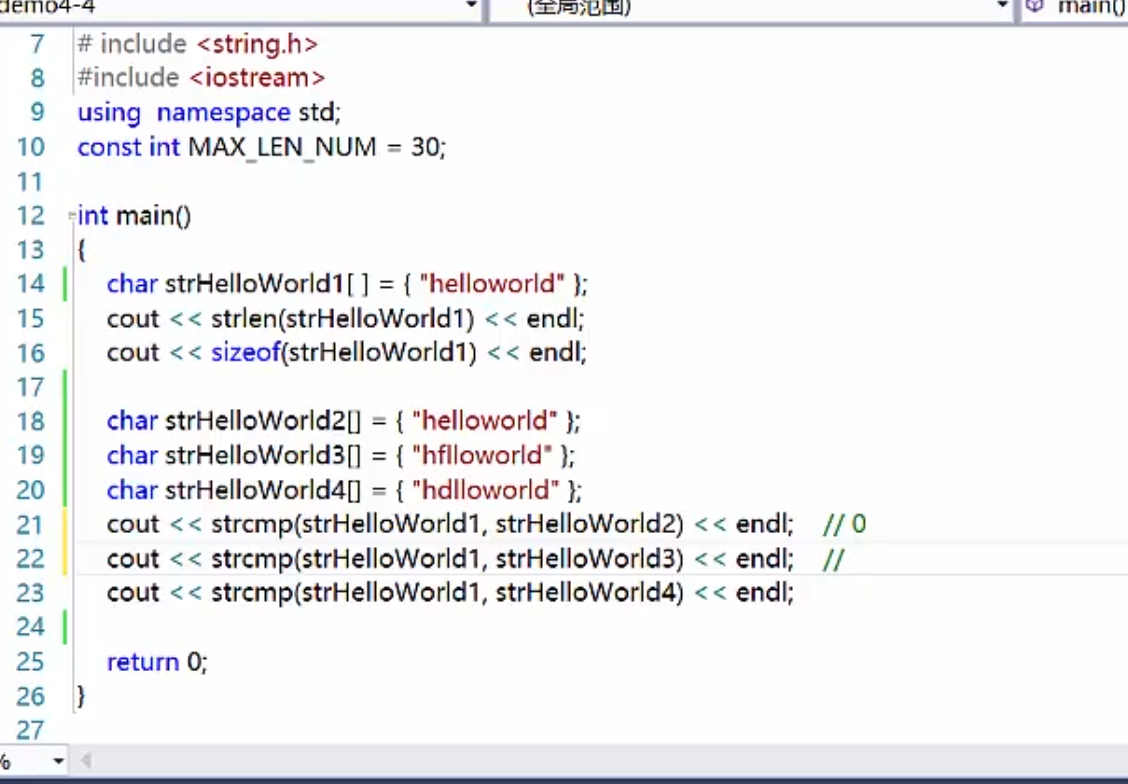 demo4-4 (全局范围) main()
7 # include <string.h>
8 #include <iostream>
9 using namespace std;
10 const int MAX_LEN_NUM = 30;
11
12 int main()
13 {
14 char strHelloWorld1[ ] = { "helloworld" };
15 cout << strlen(strHelloWorld1) << endl;
16 cout << sizeof(strHelloWorld1) << endl;
17
18 char strHelloWorld2[] = { "helloworld" };
19 char strHelloWorld3[] = { "hflloworld" };
20 char strHelloWorld4[] = { "hdlloworld" };
21 cout << strcmp(strHelloWorld1, strHelloWorld2) << endl; // 0
22 cout << strcmp(strHelloWorld1, strHelloWorld3) << endl; //
23 cout << strcmp(strHelloWorld1, strHelloWorld4) << endl;
24
25 return 0;
26 }
27
%